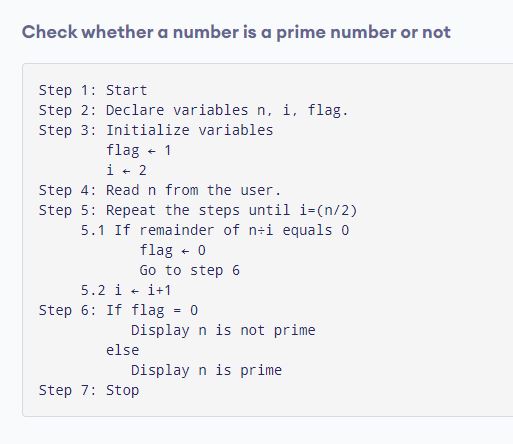 Check whether a number is a prime number or not
Step 1: Start
Step 2: Declare variables n, i, flag.
Step 3: Initialize variables
flag ← 1
i ← 2
Step 4: Read n from the user.
Step 5: Repeat the steps until i=(n/2)
5.1 If remainder of n÷i equals 0
flag ← 0
Go to step 6
5.2 i ← i+1
Step 6: If flag = 0
Display n is not prime
else
Display n is prime
Step 7: Stop